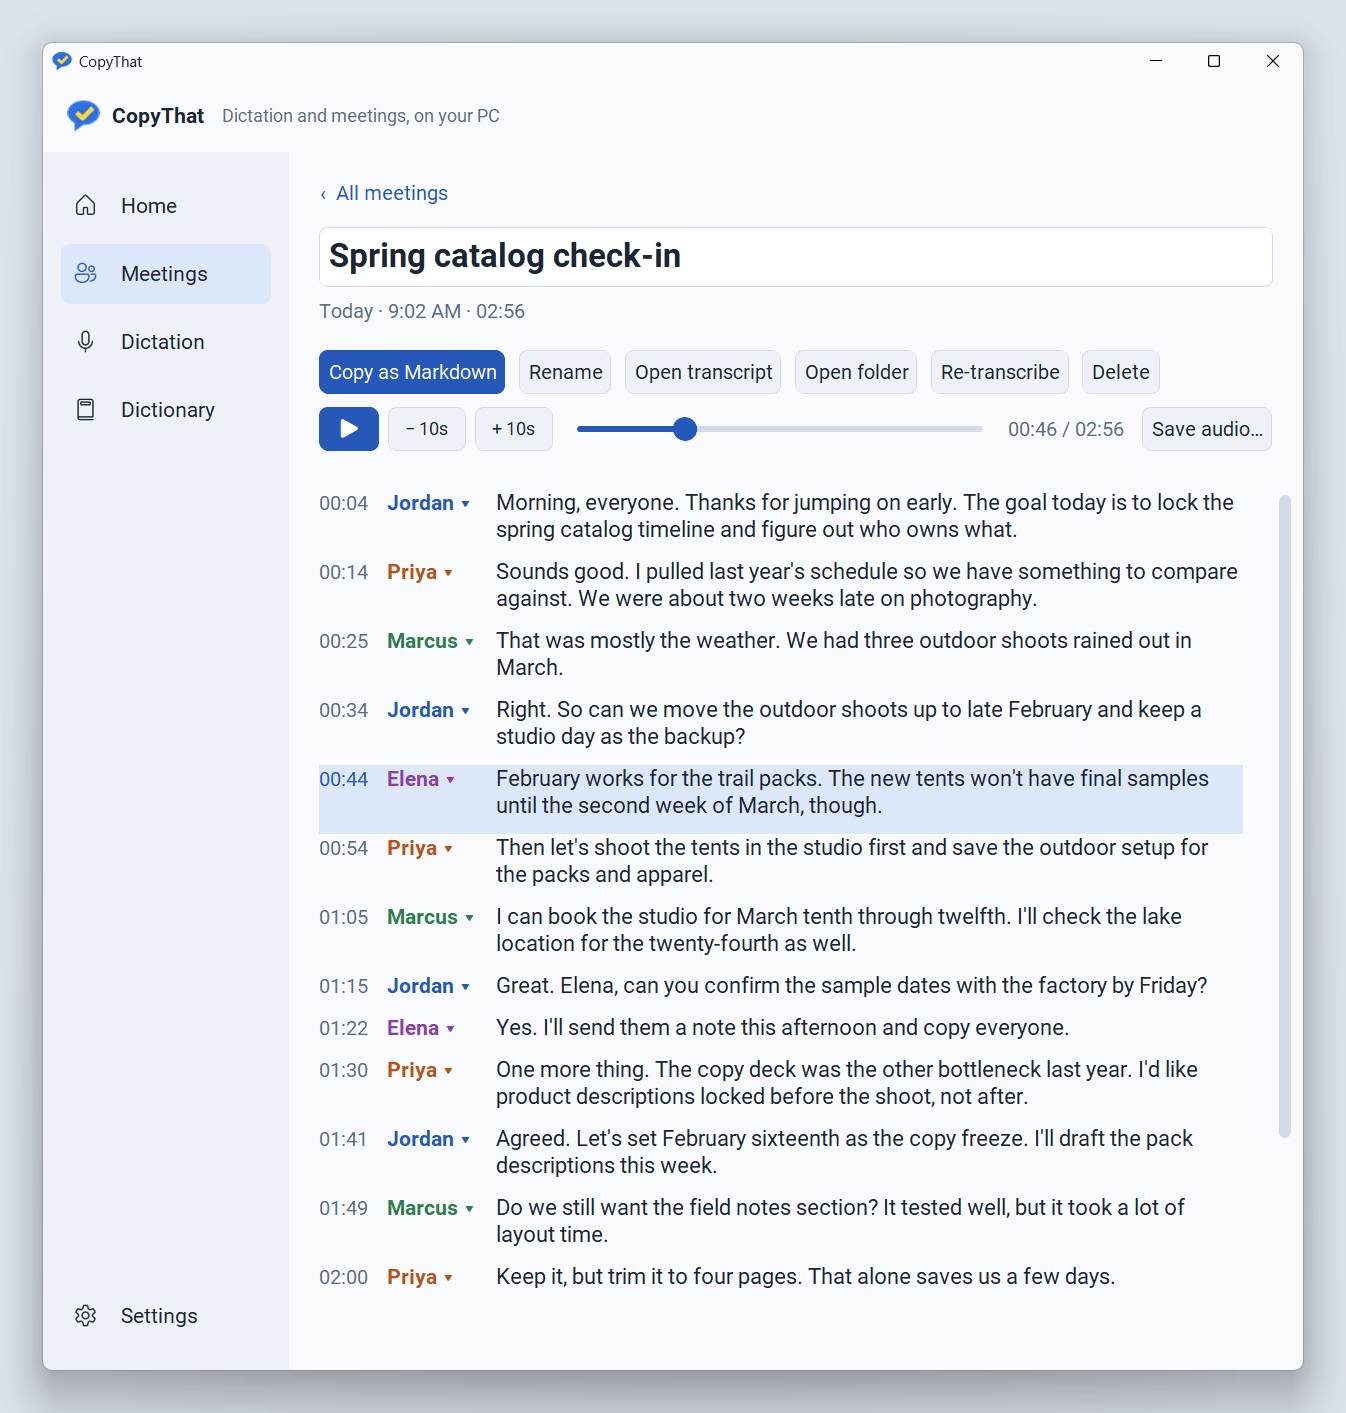 CopyThat
CopyThat Dictation and meetings, on your PC
Home
Meetings
Dictation
Dictionary
Settings
‹ All meetings
Spring catalog check-in
Today · 9:02 AM · 02:56
Copy as Markdown Rename Open transcript Open folder Re-transcribe Delete
− 10s + 10s 00:46 / 02:56 Save audio...
00:04 Jordan Morning, everyone. Thanks for jumping on early. The goal today is to lock the
spring catalog timeline and figure out who owns what.
00:14 Priya Sounds good. I pulled last year's schedule so we have something to compare
against. We were about two weeks late on photography.
00:25 Marcus That was mostly the weather. We had three outdoor shoots rained out in
March.
00:34 Jordan Right. So can we move the outdoor shoots up to late February and keep a
studio day as the backup?
00:44 Elena February works for the trail packs. The new tents won't have final samples
until the second week of March, though.
00:54 Priya Then let's shoot the tents in the studio first and save the outdoor setup for
the packs and apparel.
01:05 Marcus I can book the studio for March tenth through twelfth. I'll check the lake
location for the twenty-fourth as well.
01:15 Jordan Great. Elena, can you confirm the sample dates with the factory by Friday?
01:22 Elena Yes. I'll send them a note this afternoon and copy everyone.
01:30 Priya One more thing. The copy deck was the other bottleneck last year. I'd like
product descriptions locked before the shoot, not after.
01:41 Jordan Agreed. Let's set February sixteenth as the copy freeze. I'll draft the pack
descriptions this week.
01:49 Marcus Do we still want the field notes section? It tested well, but it took a lot of
layout time.
02:00 Priya Keep it, but trim it to four pages. That alone saves us a few days.